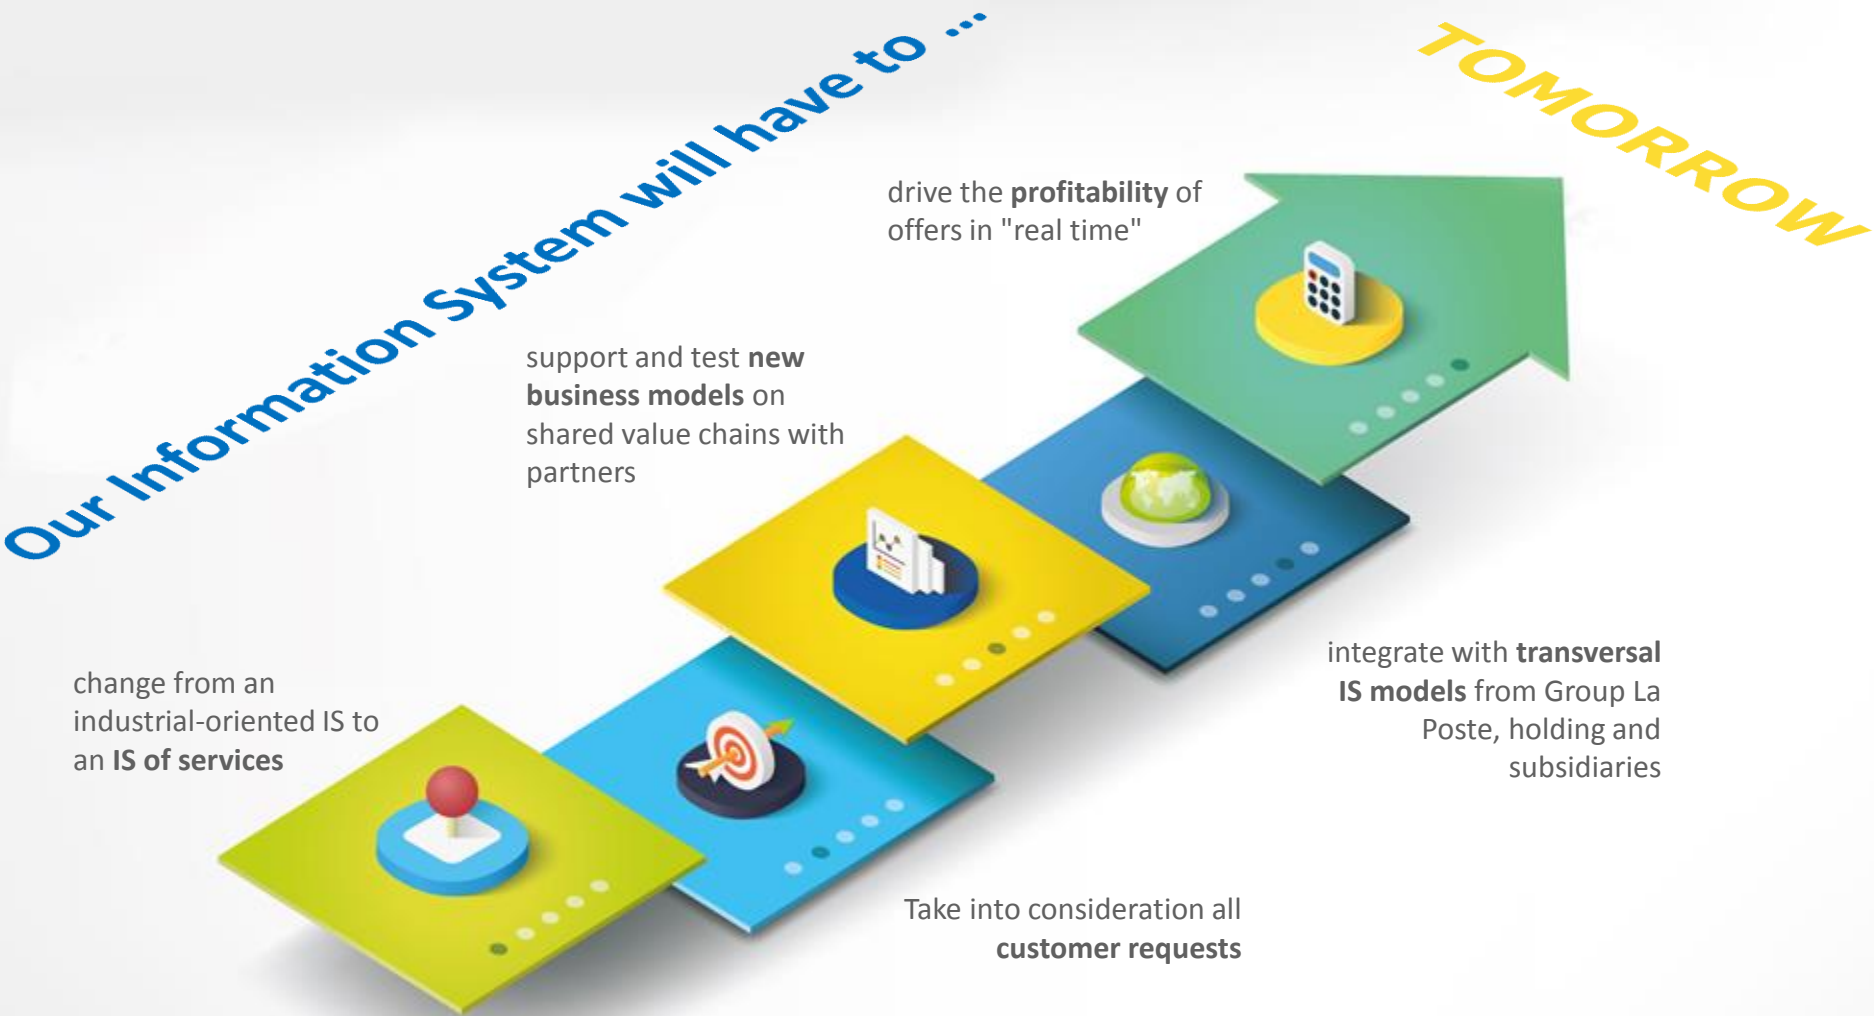 Our Information System will have to ...
TOMORROW
drive the profitability of
offers in "real time"
support and test new
business models on
shared value chains with
partners
change from an
industrial-oriented IS to
an IS of services
integrate with transversal
IS models from Group La
Poste, holding and
subsidiaries
Take into consideration all
customer requests